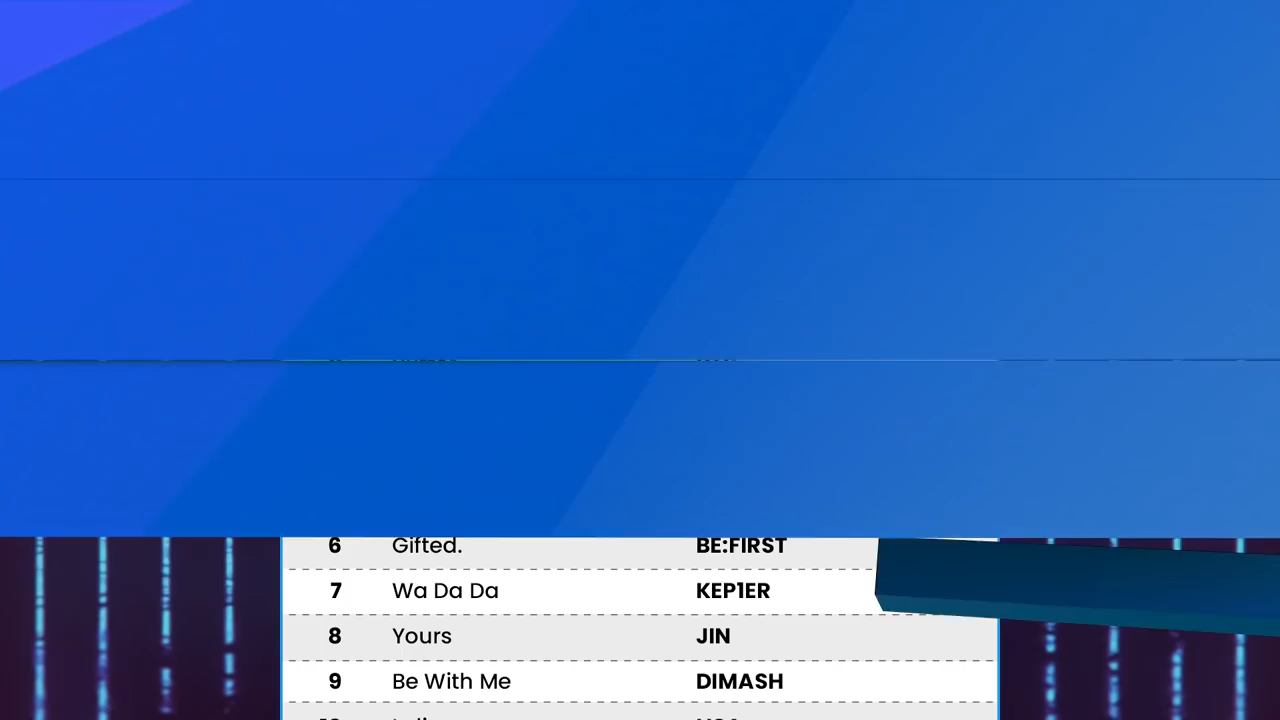 6 Gifted. BE:FIRST
7 Wa Da Da KEP1ER
8 Yours JIN
9 Be With Me DIMASH